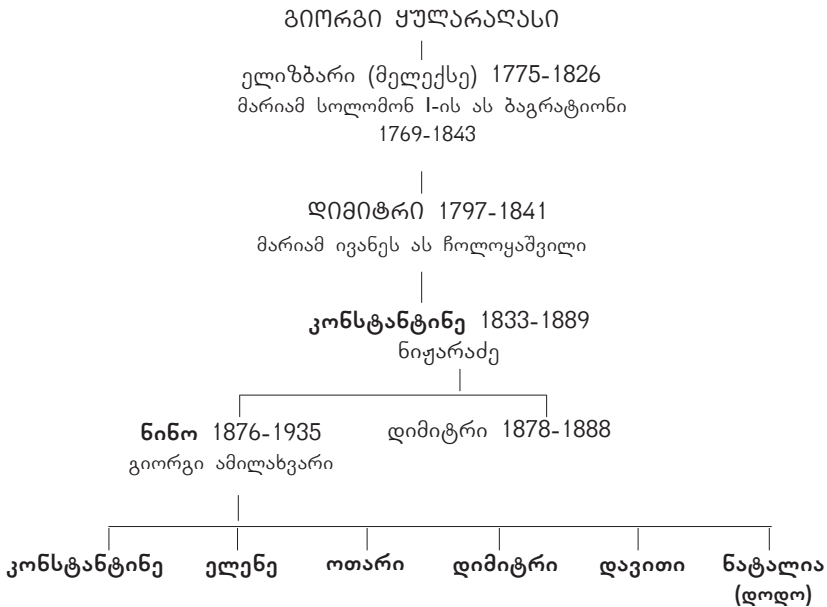 გიორგი ყულარაღასი
ელიზბარი (მელექსე) 1775-1826
მარიამ სოლომონ I-ის ას ბაგრატიონი
1769-1843
დიმიტრი 1797-1841
მარიამ ივანეს ას ჩოლოყაშვილი
კონსტანტინე 1833-1889
ნიჟარაძე
ნინო 1876-1935 დიმიტრი 1878-1888
გიორგი ამილახვარი
კონსტანტინე ელენე ოთარი დიმიტრი დავითი ნატალია
(დოდო)